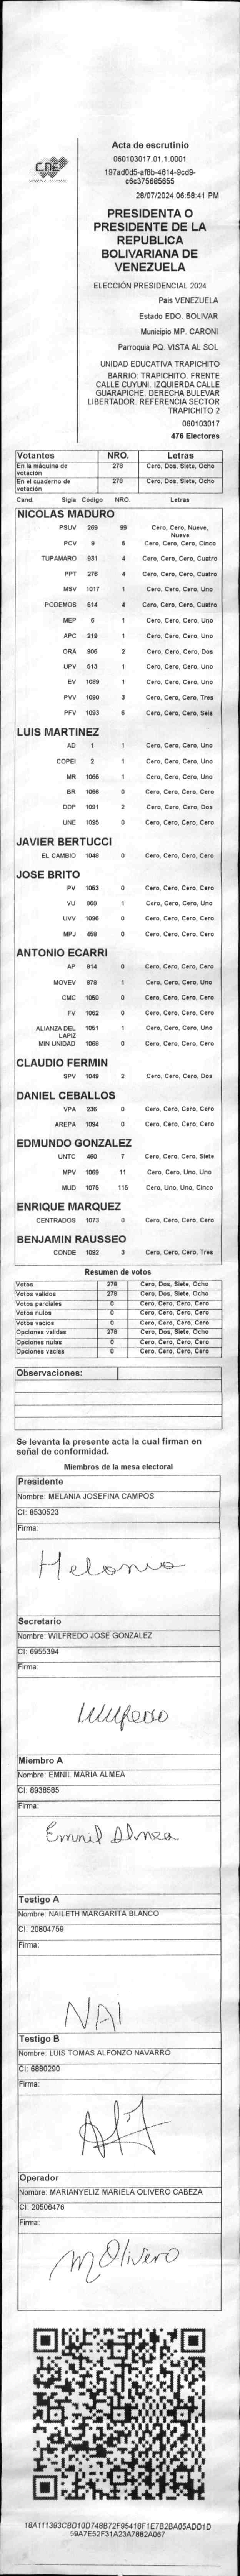 CNE
Acta de escrutinio
060103017.01.1.0001
197ad0d5-af8b-4614-9cd9-
c6c375685655
28/07/2024 06:58:41 PM
PRESIDENTA O
PRESIDENTE DE LA
REPUBLICA
BOLIVARIANA DE
VENEZUELA
ELECCIÓN PRESIDENCIAL 2024
País VENEZUELA
Estado EDO. BOLIVAR
Municipio MP. CARONI
Parroquia PQ. VISTA AL SOL
UNIDAD EDUCATIVA TRAPICHITO
BARRIO: TRAPICHITO. FRENTE
CALLE CUYUNI. IZQUIERDA CALLE
GUARAPICHE. DERECHA BULEVAR
LIBERTADOR. REFERENCIA SECTOR
TRAPICHITO 2
060103017
476 Electores
Votantes NRO. Letras
En la máquina de votación 278 Cero, Dos, Siete, Ocho
En el cuaderno de votación 278 Cero, Dos, Siete, Ocho
Cand. Sigla Código NRO. Letras
NICOLAS MADURO
PSUV 269 99 Cero, Cero, Nueve, Nueve
PCV 9 5 Cero, Cero, Cero, Cinco
TUPAMARO 931 4 Cero, Cero, Cero, Cuatro
PPT 276 4 Cero, Cero, Cero, Cuatro
MSV 1017 1 Cero, Cero, Cero, Uno
PODEMOS 514 4 Cero, Cero, Cero, Cuatro
MEP 6 1 Cero, Cero, Cero, Uno
APC 219 1 Cero, Cero, Cero, Uno
ORA 906 2 Cero, Cero, Cero, Dos
UPV 513 1 Cero, Cero, Cero, Uno
EV 1089 1 Cero, Cero, Cero, Uno
PVV 1090 3 Cero, Cero, Cero, Tres
PFV 1093 6 Cero, Cero, Cero, Seis
LUIS MARTINEZ
AD 1 1 Cero, Cero, Cero, Uno
COPEI 2 1 Cero, Cero, Cero, Uno
MR 1065 1 Cero, Cero, Cero, Uno
BR 1066 0 Cero, Cero, Cero, Cero
DDP 1091 2 Cero, Cero, Cero, Dos
UNE 1095 0 Cero, Cero, Cero, Cero
JAVIER BERTUCCI
EL CAMBIO 1048 0 Cero, Cero, Cero, Cero
JOSE BRITO
PV 1053 0 Cero, Cero, Cero, Cero
VU 968 1 Cero, Cero, Cero, Uno
UVV 1096 0 Cero, Cero, Cero, Cero
MPJ 459 0 Cero, Cero, Cero, Cero
ANTONIO ECARRI
AP 914 0 Cero, Cero, Cero, Cero
MOVEV 978 1 Cero, Cero, Cero, Uno
CMC 1050 0 Cero, Cero, Cero, Cero
FV 1062 0 Cero, Cero, Cero, Cero
ALIANZA DEL LAPIZ 1051 1 Cero, Cero, Cero, Uno
MIN UNIDAD 1068 0 Cero, Cero, Cero, Cero
CLAUDIO FERMIN
SPV 1049 2 Cero, Cero, Cero, Dos
DANIEL CEBALLOS
VPA 236 0 Cero, Cero, Cero, Cero
AREPA 1094 0 Cero, Cero, Cero, Cero
EDMUNDO GONZALEZ
UNTC 460 7 Cero, Cero, Cero, Siete
MPV 1069 11 Cero, Cero, Uno, Uno
MUD 1075 115 Cero, Uno, Uno, Cinco
ENRIQUE MARQUEZ
CENTRADOS 1073 0 Cero, Cero, Cero, Cero
BENJAMIN RAUSSEO
CONDE 1092 3 Cero, Cero, Cero, Tres
Resumen de votos
Votos 278 Cero, Dos, Siete, Ocho
Votos validos 278 Cero, Dos, Siete, Ocho
Votos parciales 0 Cero, Cero, Cero, Cero
Votos nulos 0 Cero, Cero, Cero, Cero
Votos vacios 0 Cero, Cero, Cero, Cero
Opciones validas 278 Cero, Dos, Siete, Ocho
Opciones nulas 0 Cero, Cero, Cero, Cero
Opciones vacias 0 Cero, Cero, Cero, Cero
Observaciones:
Se levanta la presente acta la cual firman en
señal de conformidad.
Miembros de la mesa electoral
Presidente
Nombre: MELANIA JOSEFINA CAMPOS
CI: 8530523
Firma:
Melania
Secretario
Nombre: WILFREDO JOSE GONZALEZ
CI: 6955394
Firma:
Miembro A
Nombre: EMNIL MARIA ALMEA
CI: 8938585
Firma:
Emnil Almea
Testigo A
Nombre: NAILETH MARGARITA BLANCO
CI: 20804759
Firma:
NAI
Testigo B
Nombre: LUIS TOMAS ALFONZO NAVARRO
CI: 6880290
Firma:
Operador
Nombre: MARIANYELIZ MARIELA OLIVERO CABEZA
CI: 20506476
Firma:
M Olivero
18A111393CBD10D748B72F95418F1E7B2BA05ADD1D
59A7E52F31A23A7882A067